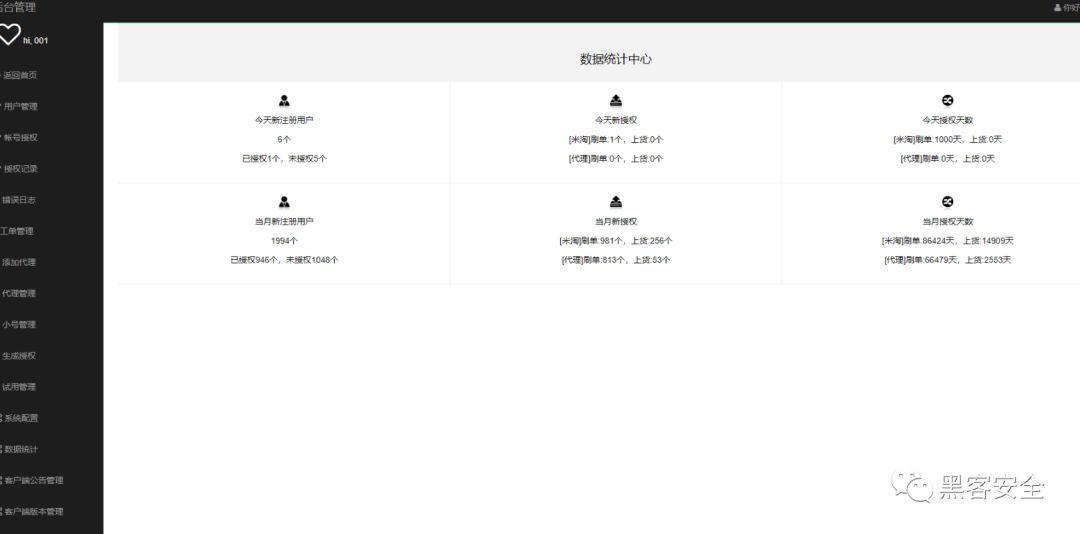 后台管理
你好
hi, 001
返回首页
用户管理
帐号授权
授权记录
错误日志
工单管理
添加代理
代理管理
小号管理
生成授权
试用管理
系统配置
数据统计
客户端公告管理
客户端版本管理
数据统计中心
今天新注册用户
6个
已授权1个，未授权5个
今天新授权
[米淘]刷单:1个，上货:0个
[代理]刷单:0个，上货:0个
今天授权天数
[米淘]刷单:1000天，上货:0天
[代理]刷单:0天，上货:0天
当月新注册用户
1994个
已授权946个，未授权1048个
当月新授权
[米淘]刷单:981个，上货:256个
[代理]刷单:813个，上货:53个
当月授权天数
[米淘]刷单:86424天，上货:14909天
[代理]刷单:66479天，上货:2553天
黑客安全